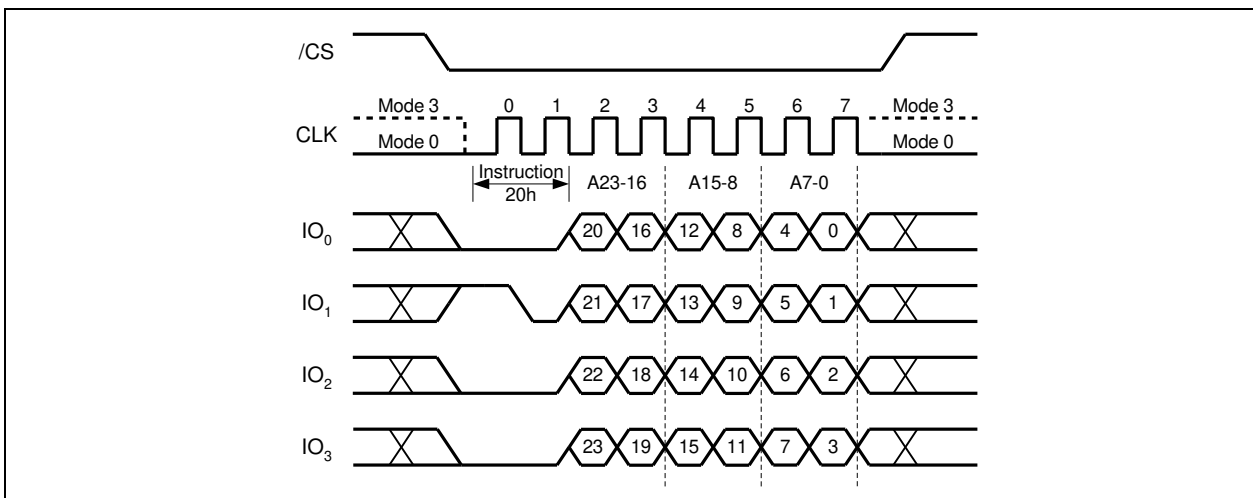 /CS
Mode 3 0 1 2 3 4 5 6 7 Mode 3
CLK
Mode 0 Mode 0
Instruction A23-16 A15-8 A7-0
20h
IO0 20 16 12 8 4 0
IO1 21 17 13 9 5 1
IO2 22 18 14 10 6 2
IO3 23 19 15 11 7 3